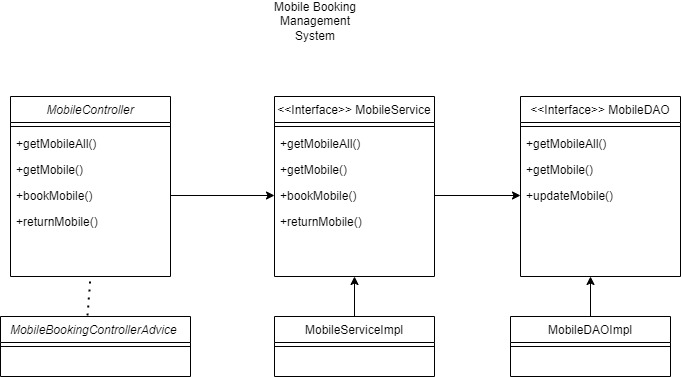 Mobile Booking
Management
System
MobileController
+getMobileAll()
+getMobile()
+bookMobile()
+returnMobile()
<<Interface>> MobileService
+getMobileAll()
+getMobile()
+bookMobile()
+returnMobile()
<<Interface>> MobileDAO
+getMobileAll()
+getMobile()
+updateMobile()
MobileBookingControllerAdvice
MobileServiceImpl
MobileDAOImpl